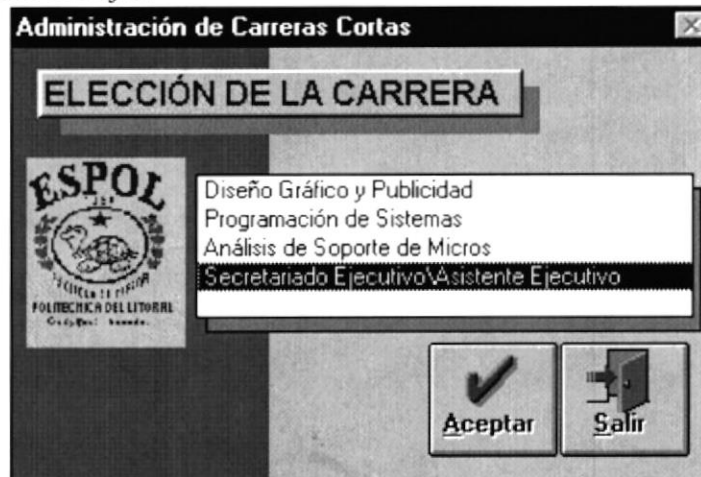 Administración de Carreras Cortas
ELECCIÓN DE LA CARRERA
ESPOL
Diseño Gráfico y Publicidad
Programación de Sistemas
Análisis de Soporte de Micros
Secretariado Ejecutivo\Asistente Ejecutivo
POLITECNICA DEL LITORAL
Aceptar
Salir